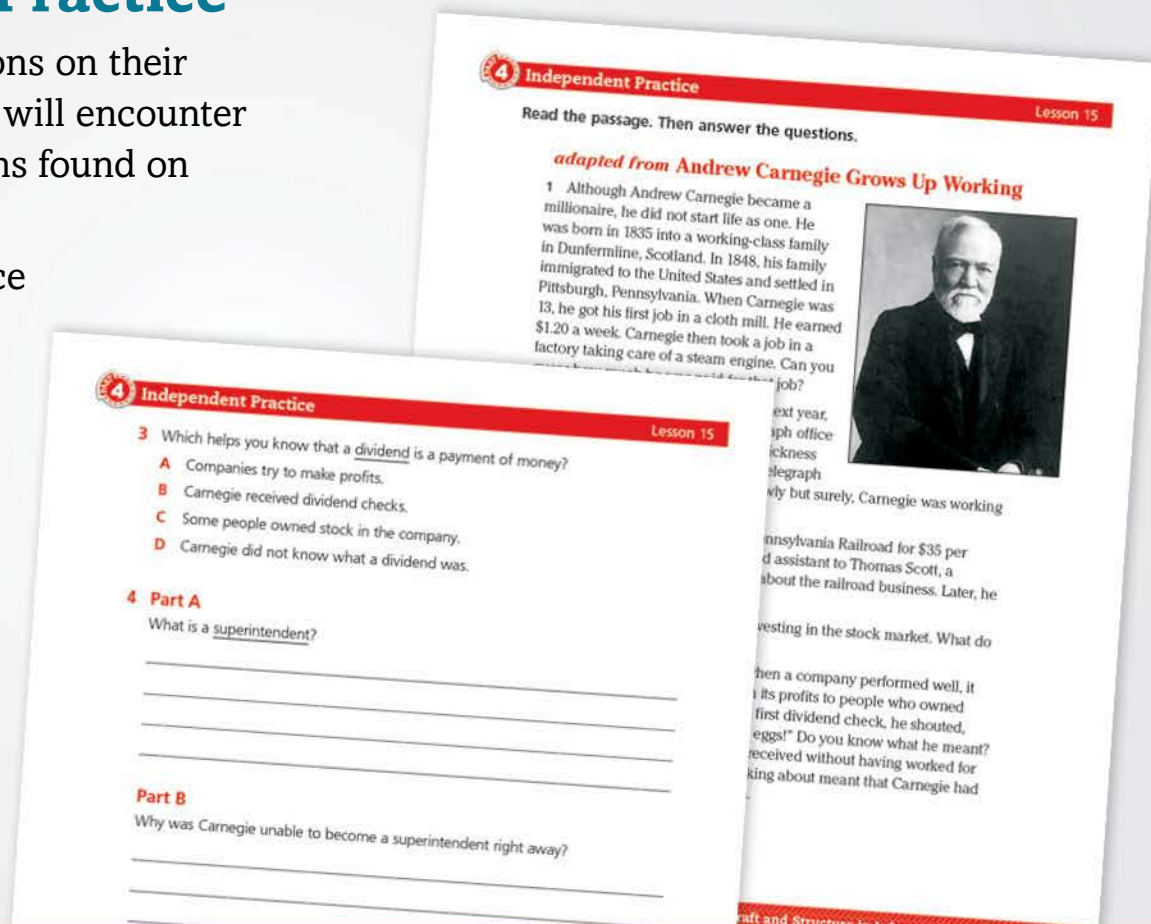 Practice
ons on their
will encounter
ns found on
ce
4 Independent Practice
Lesson 15
Read the passage. Then answer the questions.
adapted from Andrew Carnegie Grows Up Working
1 Although Andrew Carnegie became a
millionaire, he did not start life as one. He
was born in 1835 into a working-class family
in Dunfermline, Scotland. In 1848, his family
immigrated to the United States and settled in
Pittsburgh, Pennsylvania. When Carnegie was
13, he got his first job in a cloth mill. He earned
$1.20 a week. Carnegie then took a job in a
factory taking care of a steam engine. Can you
job?
ext year,
aph office
ickness
elegraph
wly but surely, Carnegie was working
nnsylvania Railroad for $35 per
d assistant to Thomas Scott, a
about the railroad business. Later, he
vesting in the stock market. What do
hen a company performed well, it
its profits to people who owned
first dividend check, he shouted,
eggs!" Do you know what he meant?
eceived without having worked for
king about meant that Carnegie had
4 Independent Practice
Lesson 15
3 Which helps you know that a dividend is a payment of money?
A Companies try to make profits.
B Carnegie received dividend checks.
C Some people owned stock in the company.
D Carnegie did not know what a dividend was.
4 Part A
What is a superintendent?
Part B
Why was Carnegie unable to become a superintendent right away?